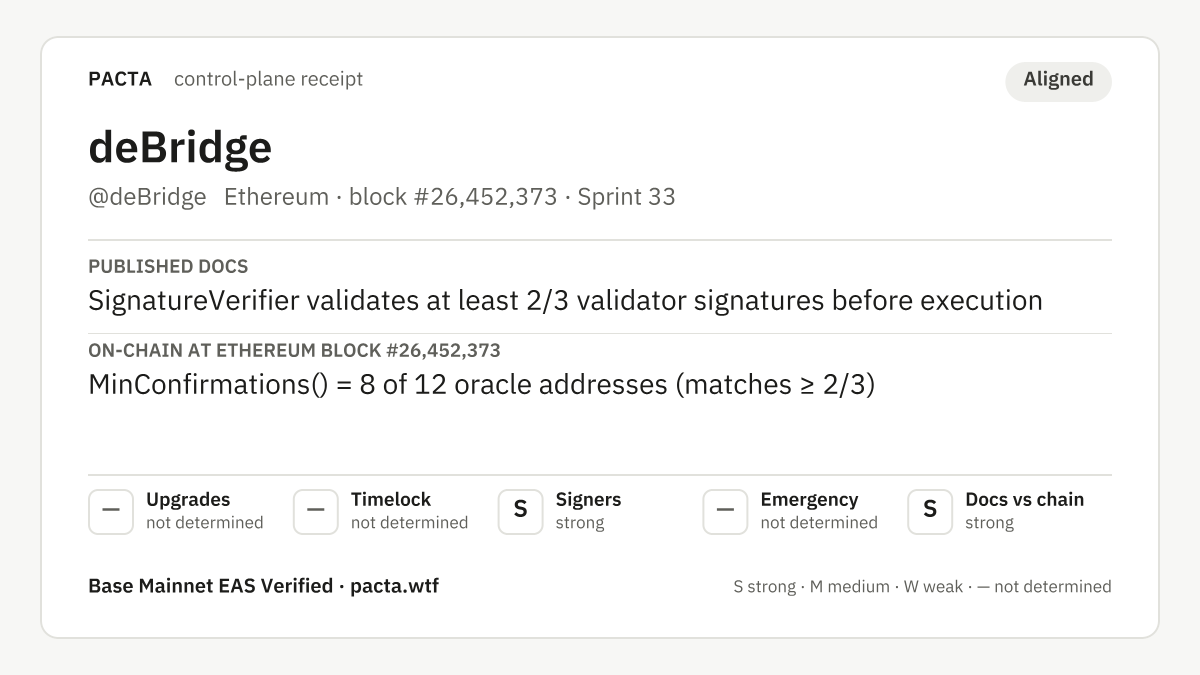 PACTA control-plane receipt
Aligned
deBridge
@deBridge Ethereum · block #26,452,373 · Sprint 33
PUBLISHED DOCS
SignatureVerifier validates at least 2/3 validator signatures before execution
ON-CHAIN AT ETHEREUM BLOCK #26,452,373
MinConfirmations() = 8 of 12 oracle addresses (matches ≥ 2/3)
— Upgrades
not determined
— Timelock
not determined
S Signers
strong
— Emergency
not determined
S Docs vs chain
strong
Base Mainnet EAS Verified · pacta.wtf
S strong · M medium · W weak · — not determined